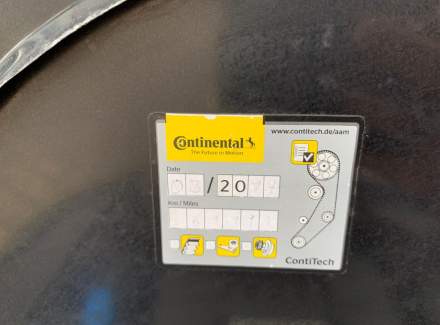 www.contitech.de/aam
Continental
The Future in Motion
Date
/20
km / Miles
ContiTech